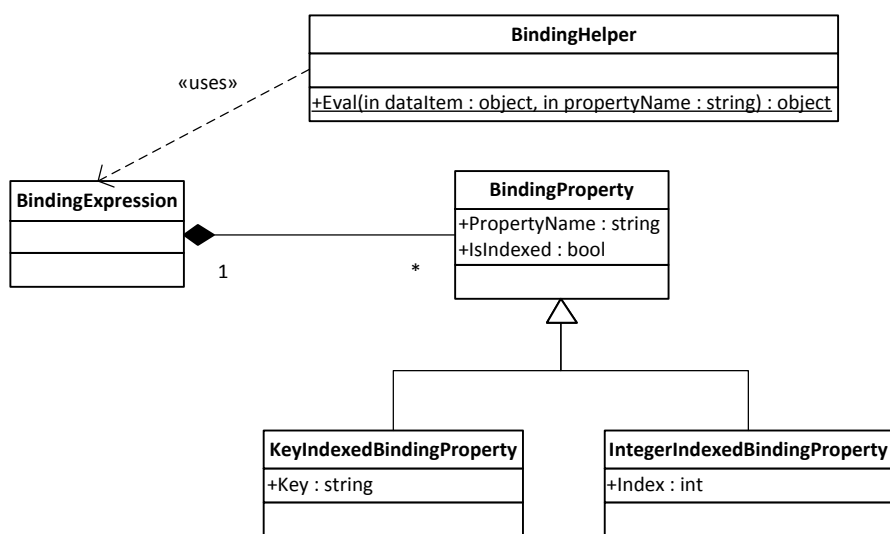 BindingHelper
«uses»
+Eval(in dataItem : object, in propertyName : string) : object
BindingExpression
BindingProperty
+PropertyName : string
+IsIndexed : bool
1
*
KeyIndexedBindingProperty
+Key : string
IntegerIndexedBindingProperty
+Index : int